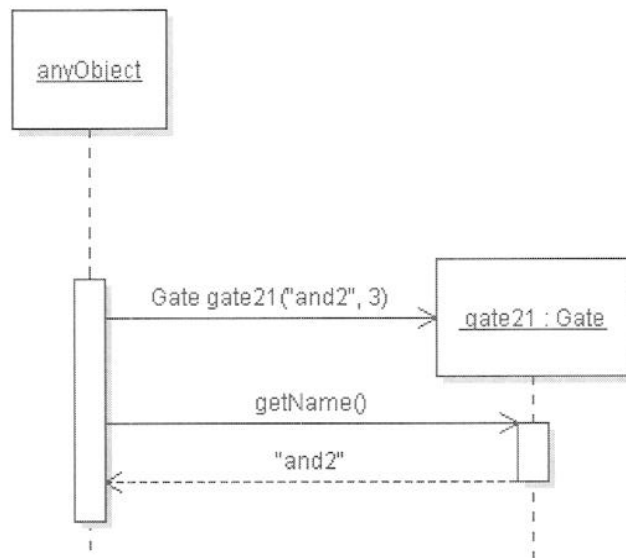 anyObject
Gate gate21("and2", 3)
gate21 : Gate
getName()
"and2"